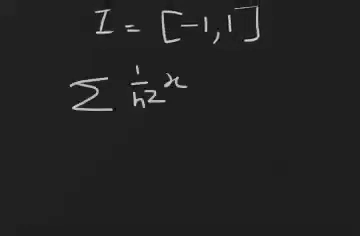 I = [-1,1]
∑ 1/n2 x